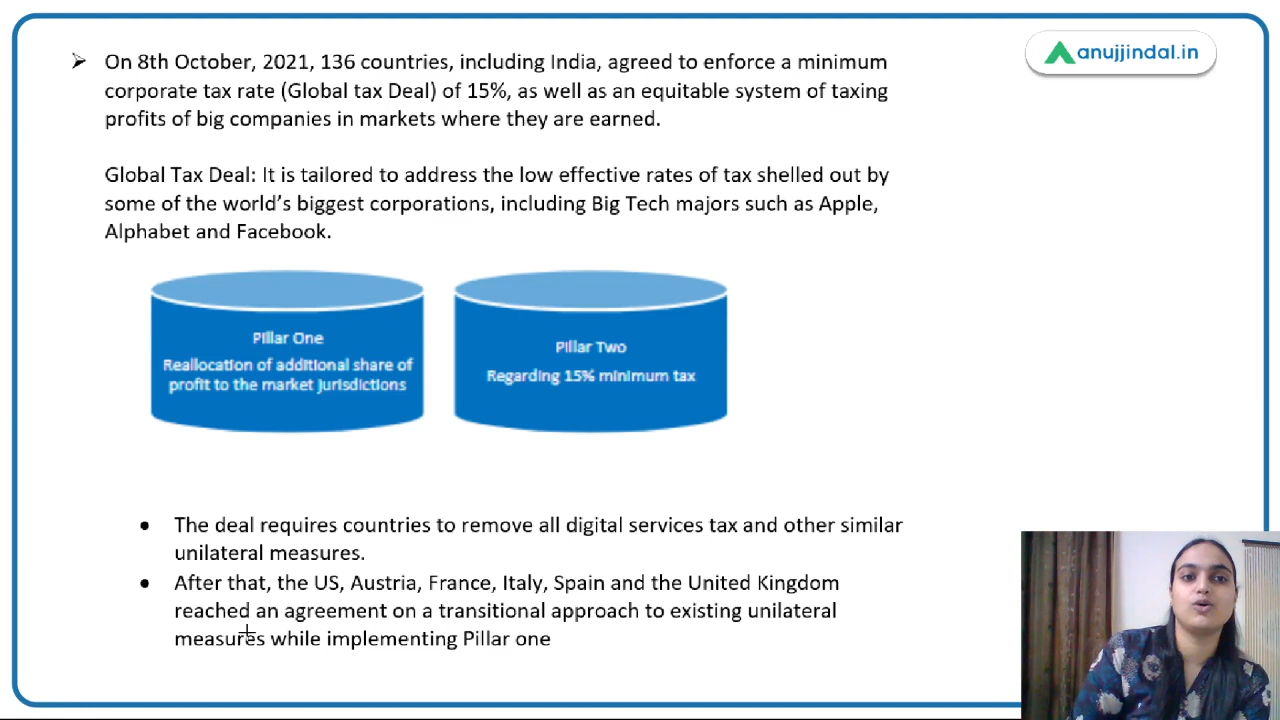 On 8th October, 2021, 136 countries, including India, agreed to enforce a minimum
corporate tax rate (Global tax Deal) of 15%, as well as an equitable system of taxing
profits of big companies in markets where they are earned.
anujjindal.in
Global Tax Deal: It is tailored to address the low effective rates of tax shelled out by
some of the world's biggest corporations, including Big Tech majors such as Apple,
Alphabet and Facebook.
Pillar One
Reallocation of additional share of
profit to the market jurisdictions
Pillar Two
Regarding 15% minimum tax
• The deal requires countries to remove all digital services tax and other similar
unilateral measures.
• After that, the US, Austria, France, Italy, Spain and the United Kingdom
reached an agreement on a transitional approach to existing unilateral
measures while implementing Pillar one